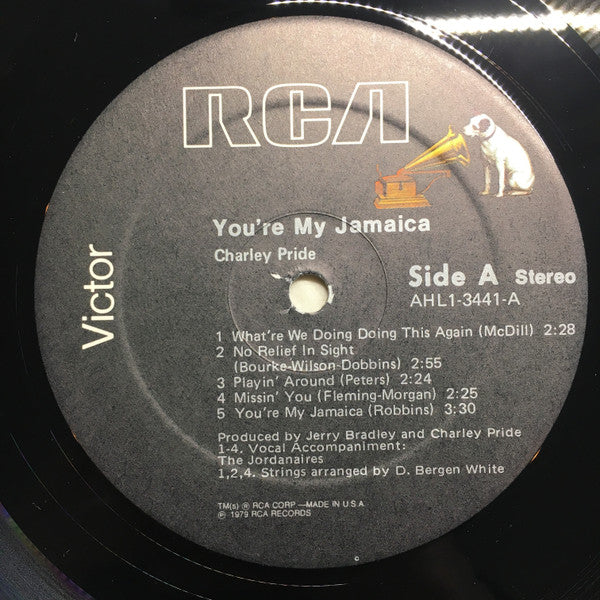 RCA
Victor
You're My Jamaica
Charley Pride
Side A Stereo
AHL1-3441-A
1 What're We Doing Doing This Again (McDill) 2:28
2 No Relief In Sight
(Bourke-Wilson-Dobbins) 2:55
3 Playin' Around (Peters) 2:24
4 Missin' You (Fleming-Morgan) 2:25
5 You're My Jamaica (Robbins) 3:30
Produced by Jerry Bradley and Charley Pride
1-4. Vocal Accompaniment:
The Jordanaires
1,2,4. Strings arranged by D. Bergen White
TM(s) ® RCA CORP —MADE IN U.S.A
℗ 1979 RCA RECORDS
c